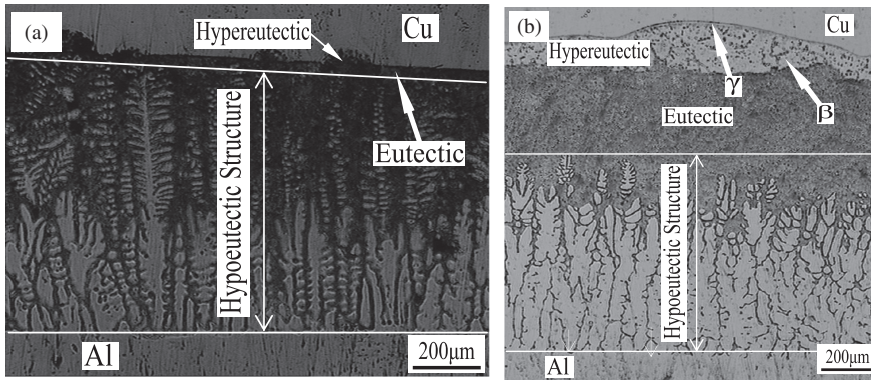 (a)
Hypereutectic
Cu
Hypoeutectic Structure
Eutectic
Al
200μm
(b)
Cu
Hypereutectic
γ
β
Eutectic
Hypoeutectic Structure
Al
200μm